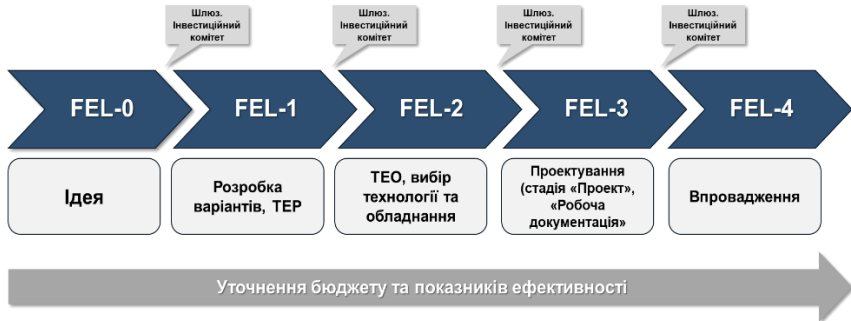 Шлюз.
Інвестиційний
комітет
Шлюз.
Інвестиційний
комітет
Шлюз.
Інвестиційний
комітет
Шлюз.
Інвестиційний
комітет
FEL-0
FEL-1
FEL-2
FEL-3
FEL-4
Ідея
Розробка
варіантів, ТЕР
ТЕО, вибір
технології та
обладнання
Проектування
(стадія «Проект»,
«Робоча
документація»
Впровадження
Уточнення бюджету та показників ефективності